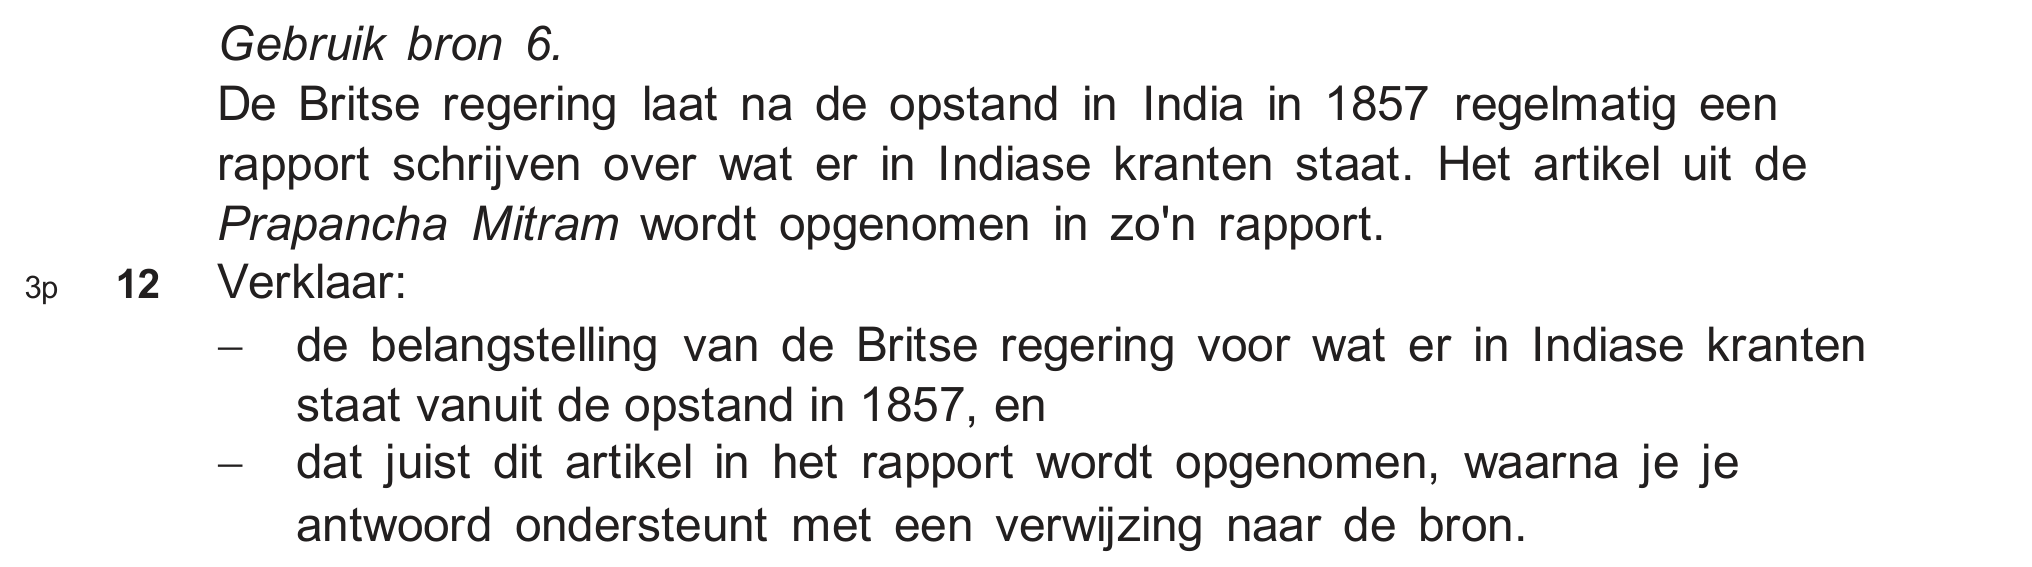 Gebruik bron 6.
De Britse regering laat na de opstand in India in 1857 regelmatig een
rapport schrijven over wat er in Indiase kranten staat. Het artikel uit de
Prapancha Mitram wordt opgenomen in zo'n rapport.
3p 12 Verklaar:
– de belangstelling van de Britse regering voor wat er in Indiase kranten
staat vanuit de opstand in 1857, en
– dat juist dit artikel in het rapport wordt opgenomen, waarna je je
antwoord ondersteunt met een verwijzing naar de bron.